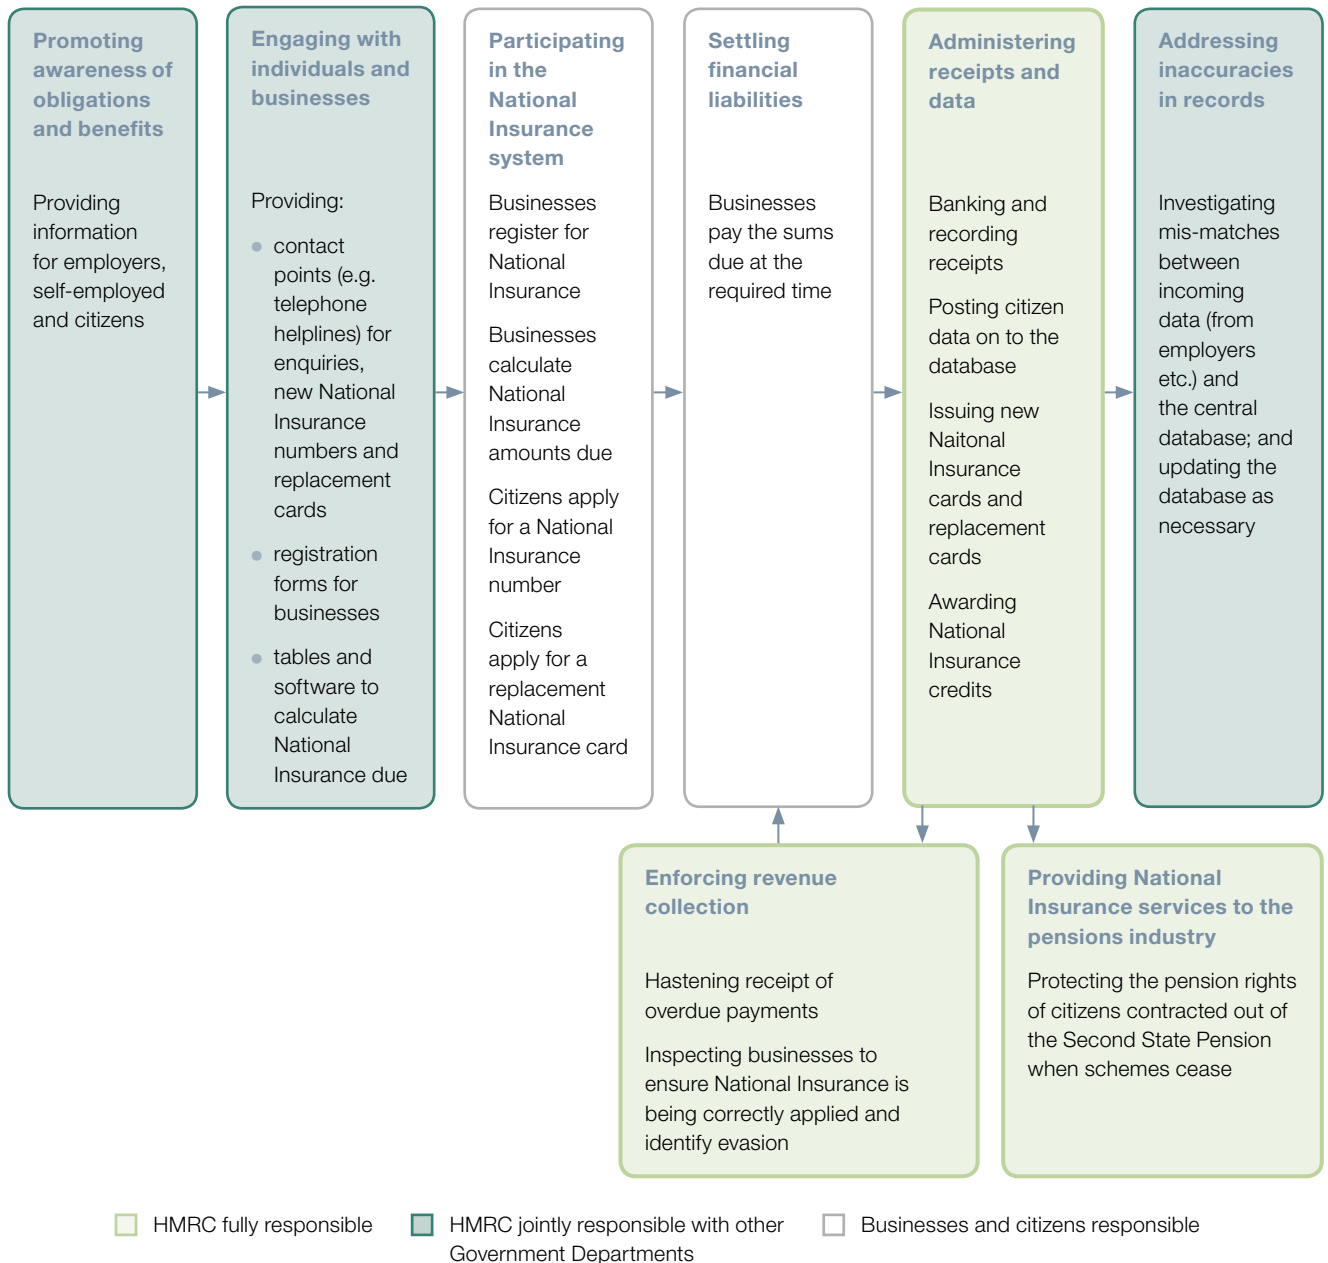 Promoting
awareness of
obligations
and benefits
Providing
information
for employers,
self-employed
and citizens
Engaging with
individuals and
businesses
Providing:
contact
points (e.g.
telephone
helplines) for
enquiries,
new National
Insurance
numbers and
replacement
cards
registration
forms for
businesses
tables and
software to
calculate
National
Insurance due
Participating
in the
National
Insurance
system
Businesses
register for
National
Insurance
Businesses
calculate
National
Insurance
amounts due
Citizens apply
for a National
Insurance
number
Citizens
apply for a
replacement
National
Insurance card
Settling
financial
liabilities
Businesses
pay the sums
due at the
required time
Administering
receipts and
data
Banking and
recording
receipts
Posting citizen
data on to the
database
Issuing new
Naitonal
Insurance
cards and
replacement
cards
Awarding
National
Insurance
credits
Addressing
inaccuracies
in records
Investigating
mis-matches
between
incoming
data (from
employers
etc.) and
the central
database; and
updating the
database as
necessary
Enforcing revenue
collection
Hastening receipt of
overdue payments
Inspecting businesses to
ensure National Insurance is
being correctly applied and
identify evasion
Providing National
Insurance services to the
pensions industry
Protecting the pension rights
of citizens contracted out of
the Second State Pension
when schemes cease
HMRC fully responsible
HMRC jointly responsible with other
Government Departments
Businesses and citizens responsible